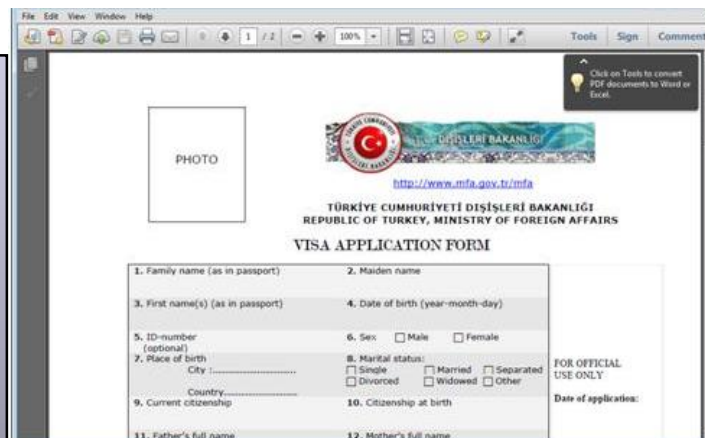 File Edit View Window Help
1 / 2
100%
Tools Sign Comment
Click on Tools to convert
PDF documents to Word or
Excel.
PHOTO
T.C. DIŞİŞLERİ BAKANLIĞI
http://www.mfa.gov.tr/mfa
TÜRKİYE CUMHURİYETİ DIŞİŞLERİ BAKANLIĞI
REPUBLIC OF TURKEY, MINISTRY OF FOREIGN AFFAIRS
VISA APPLICATION FORM
1. Family name (as in passport) 2. Maiden name
3. First name(s) (as in passport) 4. Date of birth (year-month-day)
5. ID-number 6. Sex Male Female
(optional)
7. Place of birth 8. Marital status:
City :........................ Single Married Separated
Divorced Widowed Other
Country......................
FOR OFFICIAL
USE ONLY
9. Current citizenship 10. Citizenship at birth
Date of application:
11. Father's full name 12. Mother's full name